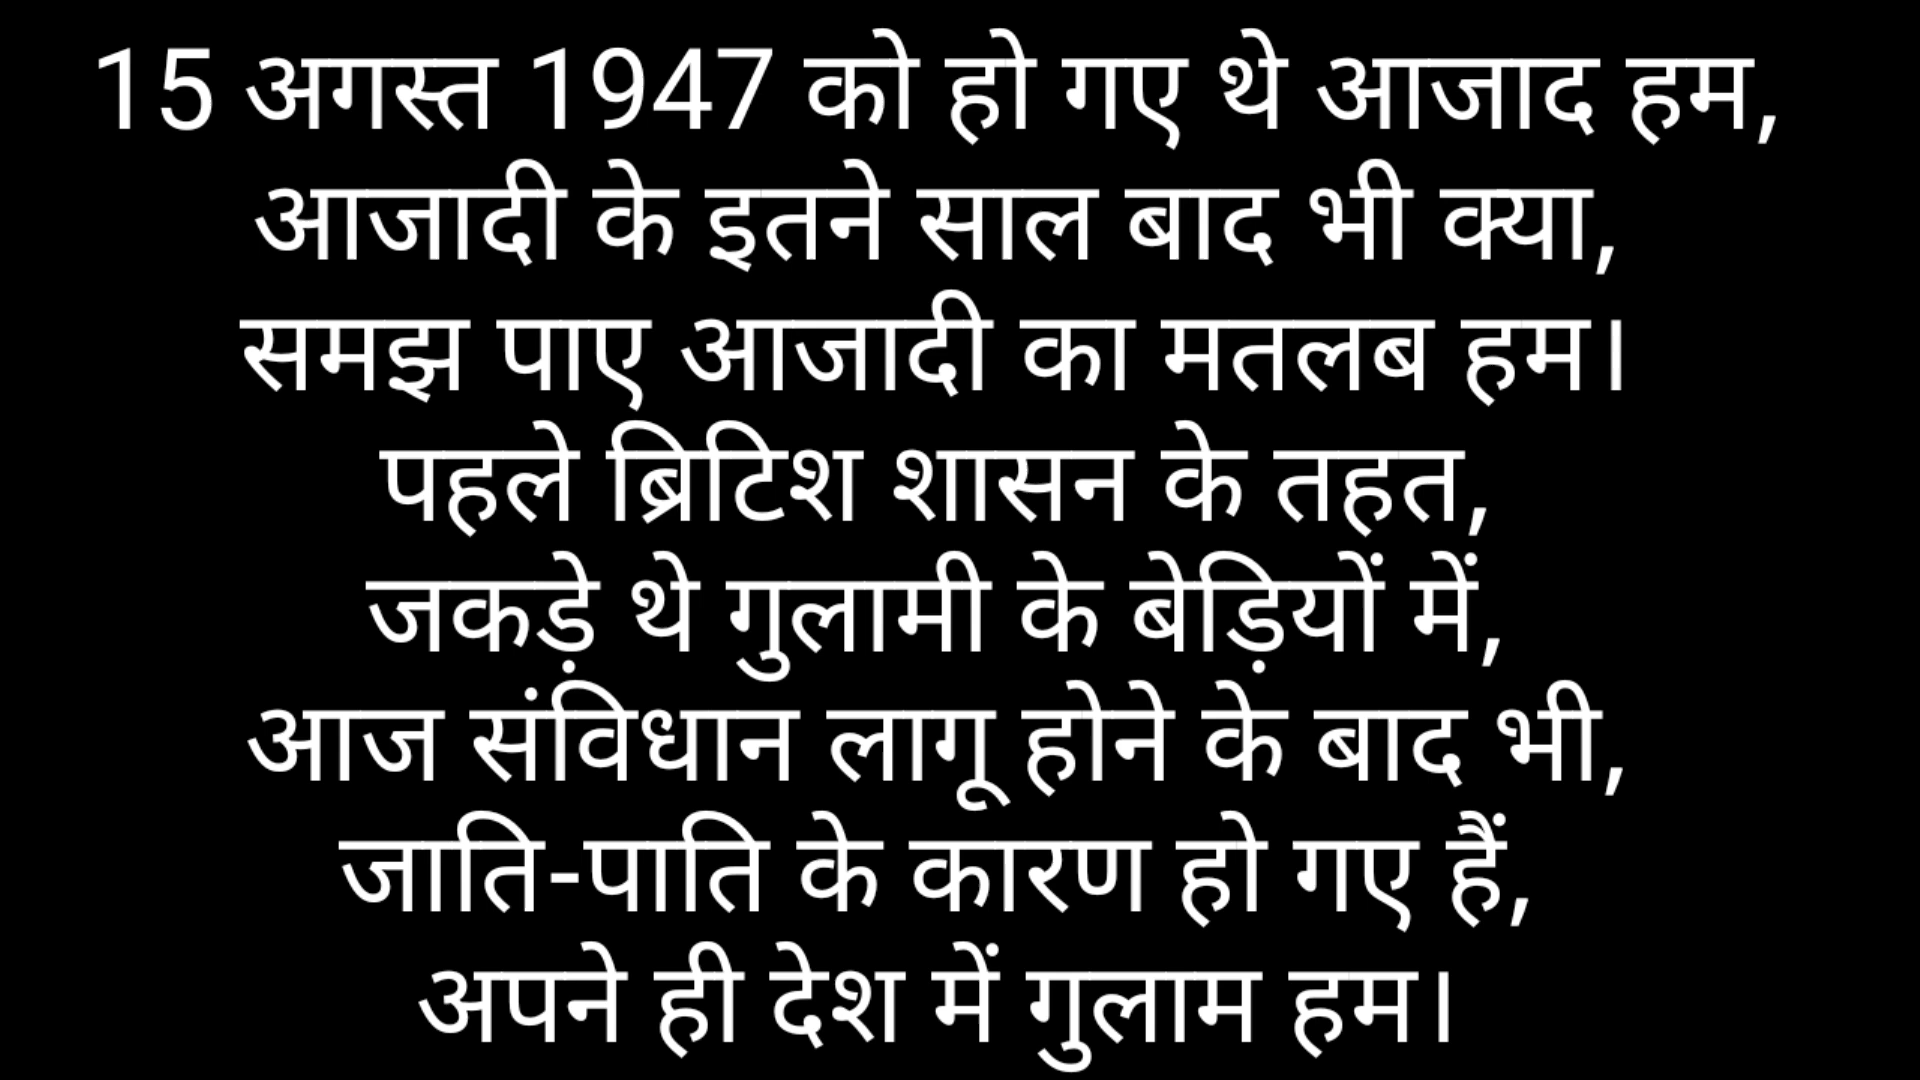 15 अगस्त 1947 को हो गए थे आजाद हम,
आजादी के इतने साल बाद भी क्या,
समझ पाए आजादी का मतलब हम।
पहले ब्रिटिश शासन के तहत,
जकड़े थे गुलामी के बेड़ियों में,
आज संविधान लागू होने के बाद भी,
जाति-पाति के कारण हो गए हैं,
अपने ही देश में गुलाम हम।